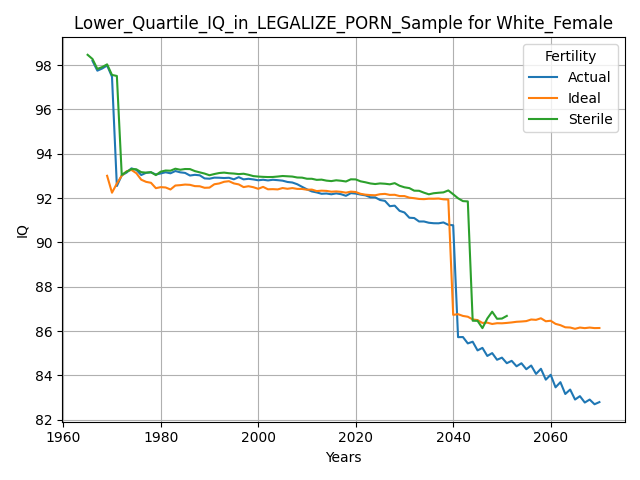 Lower_Quartile_IQ_in_LEGALIZE_PORN_Sample for White_Female
Fertility
Actual
Ideal
Sterile
IQ
98
96
94
92
90
88
86
84
82
1960
1980
2000
2020
2040
2060
Years